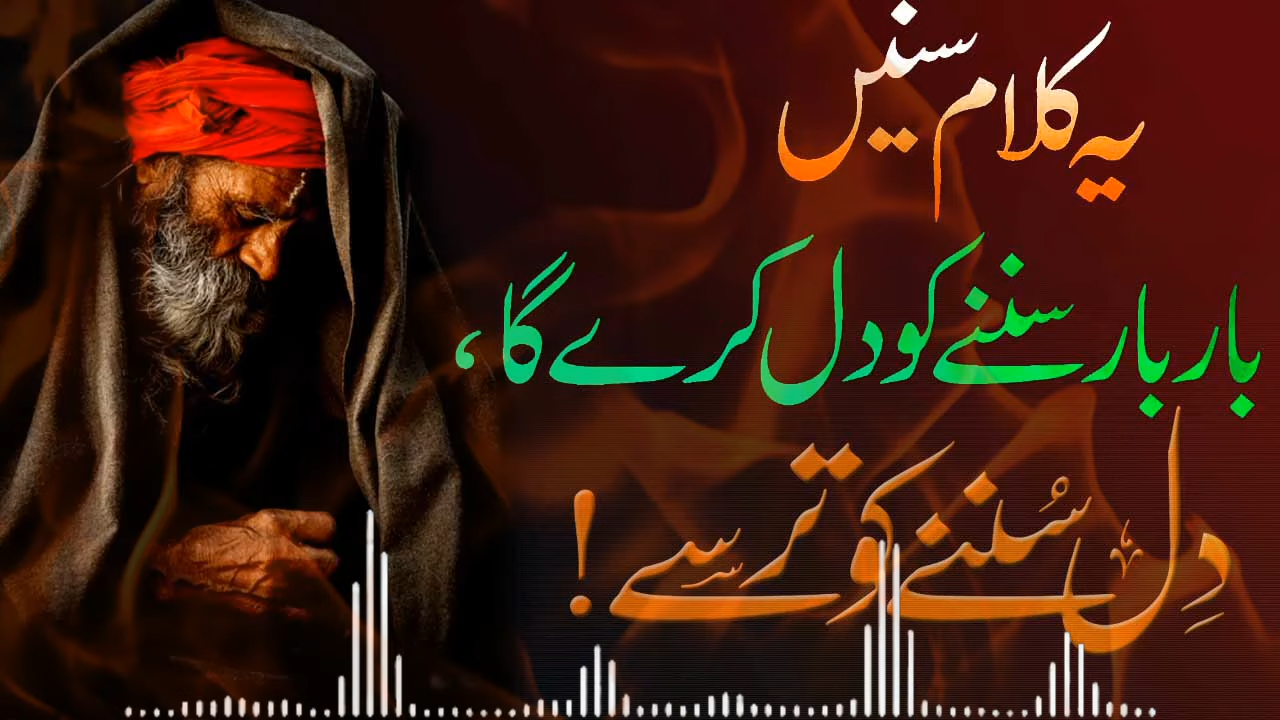 یہ کلام سنیں
بار بار سننے کو دل کرے گا،
دِل سُننے کو ترسے!